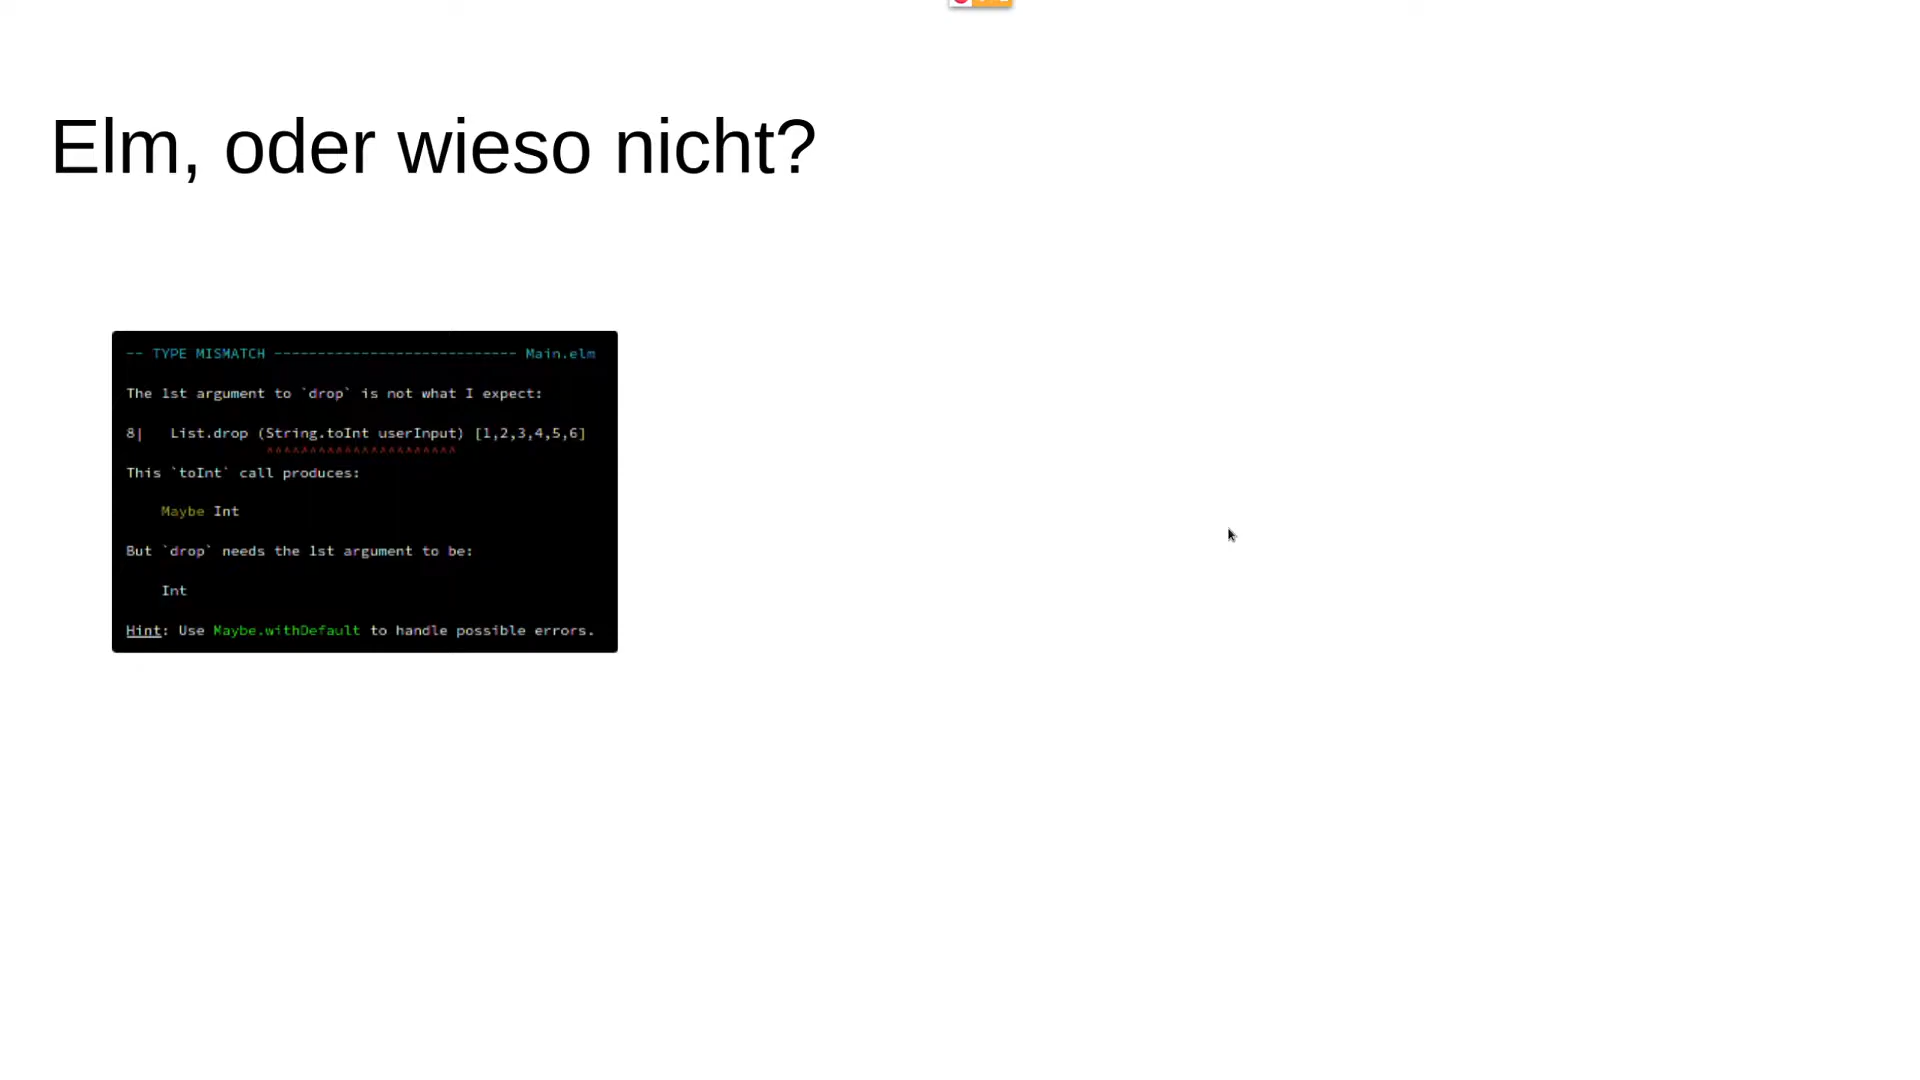 Elm, oder wieso nicht?
-- TYPE MISMATCH ---------------------------- Main.elm
The 1st argument to `drop` is not what I expect:
8|   List.drop (String.toInt userInput) [1,2,3,4,5,6]
^^^^^^^^^^^^^^^^^^^^^^
This `toInt` call produces:
Maybe Int
But `drop` needs the 1st argument to be:
Int
Hint: Use Maybe.withDefault to handle possible errors.